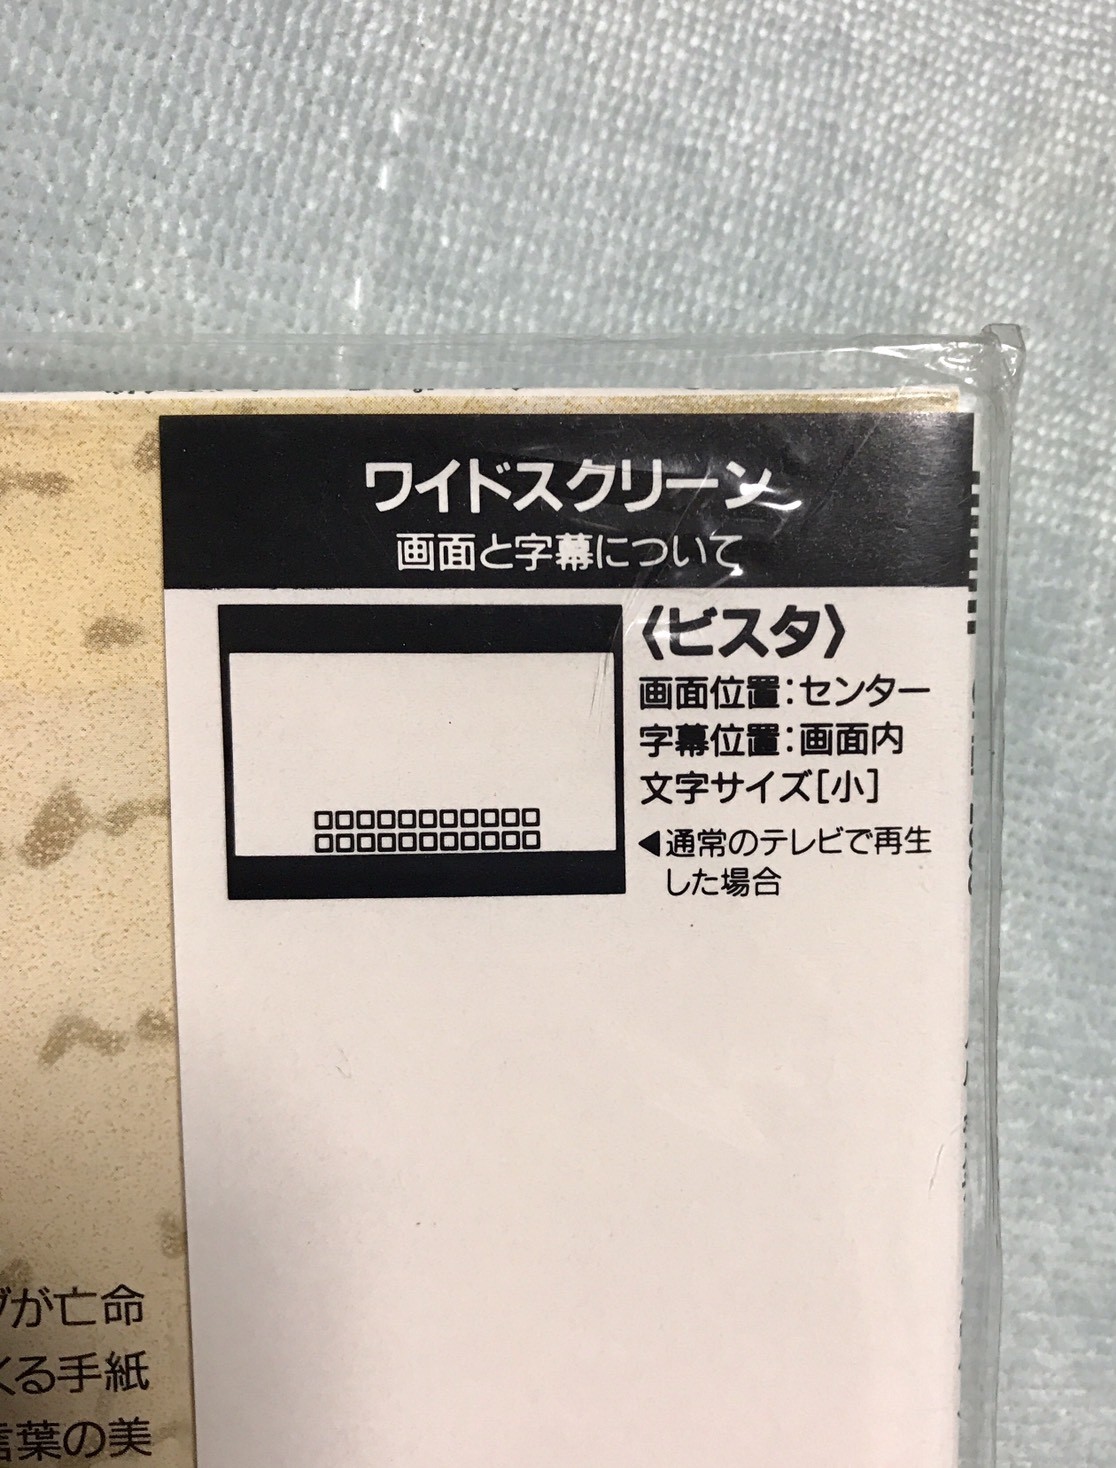 ワイドスクリーン
画面と字幕について
〈ビスタ〉
画面位置:センター
字幕位置:画面内
文字サイズ[小]
□□□□□□□□□□□
□□□□□□□□□□□
◀通常のテレビで再生
した場合
が亡命
くる手紙
言葉の美